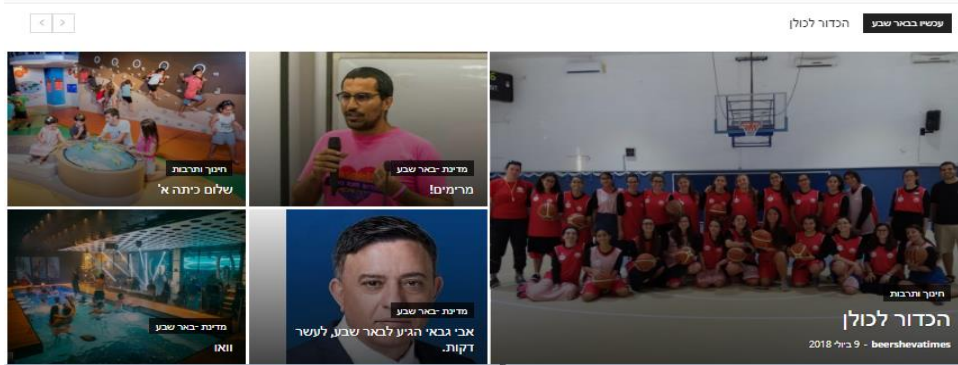 עכשיו בבאר שבע
הכדור לכולן
חינוך ותרבות
הכדור לכולן
beershevatimes - 9 ביולי 2018
מדינת -באר שבע
מרימים!
חינוך ותרבות
שלום כיתה א'
מדינת -באר שבע
אבי גבאי הגיע לבאר שבע, לעשר
דקות.
מדינת -באר שבע
וואו